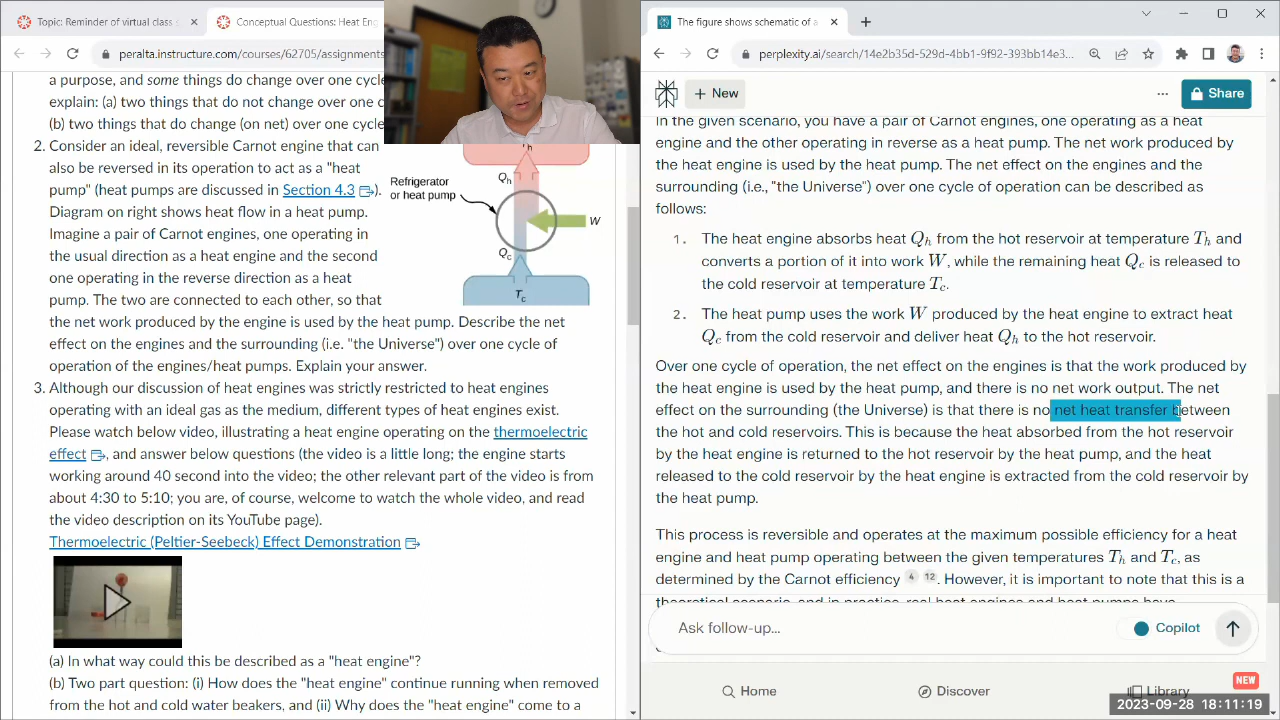 Topic: Reminder of virtual class s
Conceptual Questions: Heat Eng
peralta.instructure.com/courses/62705/assignments
a purpose, and some things do change over one cycle
explain: (a) two things that do not change over one c
(b) two things that do change (on net) over one cycle
2. Consider an ideal, reversible Carnot engine that can
also be reversed in its operation to act as a "heat
pump" (heat pumps are discussed in Section 4.3).
Diagram on right shows heat flow in a heat pump.
Imagine a pair of Carnot engines, one operating in
the usual direction as a heat engine and the second
one operating in the reverse direction as a heat
pump. The two are connected to each other, so that
the net work produced by the engine is used by the heat pump. Describe the net
effect on the engines and the surrounding (i.e. "the Universe") over one cycle of
operation of the engines/heat pumps. Explain your answer.
Qh
Refrigerator
or heat pump
W
Qc
Tc
3. Although our discussion of heat engines was strictly restricted to heat engines
operating with an ideal gas as the medium, different types of heat engines exist.
Please watch below video, illustrating a heat engine operating on the thermoelectric
effect, and answer below questions (the video is a little long; the engine starts
working around 40 second into the video; the other relevant part of the video is from
about 4:30 to 5:10; you are, of course, welcome to watch the whole video, and read
the video description on its YouTube page).
Thermoelectric (Peltier-Seebeck) Effect Demonstration
(a) In what way could this be described as a "heat engine"?
(b) Two part question: (i) How does the "heat engine" continue running when removed
from the hot and cold water beakers, and (ii) Why does the "heat engine" come to a
The figure shows schematic of a
perplexity.ai/search/14e2b35d-529d-4bb1-9f92-393bb14e3...
+ New
... Share
In the given scenario, you have a pair of Carnot engines, one operating as a heat
engine and the other operating in reverse as a heat pump. The net work produced
by the heat engine is used by the heat pump. The net effect on the engines and the
surrounding (i.e., "the Universe") over one cycle of operation can be described as
follows:
1. The heat engine absorbs heat Qh from the hot reservoir at temperature Th and
converts a portion of it into work W, while the remaining heat Qc is released to
the cold reservoir at temperature Tc.
2. The heat pump uses the work W produced by the heat engine to extract heat
Qc from the cold reservoir and deliver heat Qh to the hot reservoir.
Over one cycle of operation, the net effect on the engines is that the work produced by
the heat engine is used by the heat pump, and there is no net work output. The net
effect on the surrounding (the Universe) is that there is no net heat transfer between
the hot and cold reservoirs. This is because the heat absorbed from the hot reservoir
by the heat engine is returned to the hot reservoir by the heat pump, and the heat
released to the cold reservoir by the heat engine is extracted from the cold reservoir by
the heat pump.
This process is reversible and operates at the maximum possible efficiency for a heat
engine and heat pump operating between the given temperatures Th and Tc, as
determined by the Carnot efficiency 4 12. However, it is important to note that this is a
Ask follow-up...
Copilot
NEW
Home
Discover
Library
2023-09-28 18:11:19